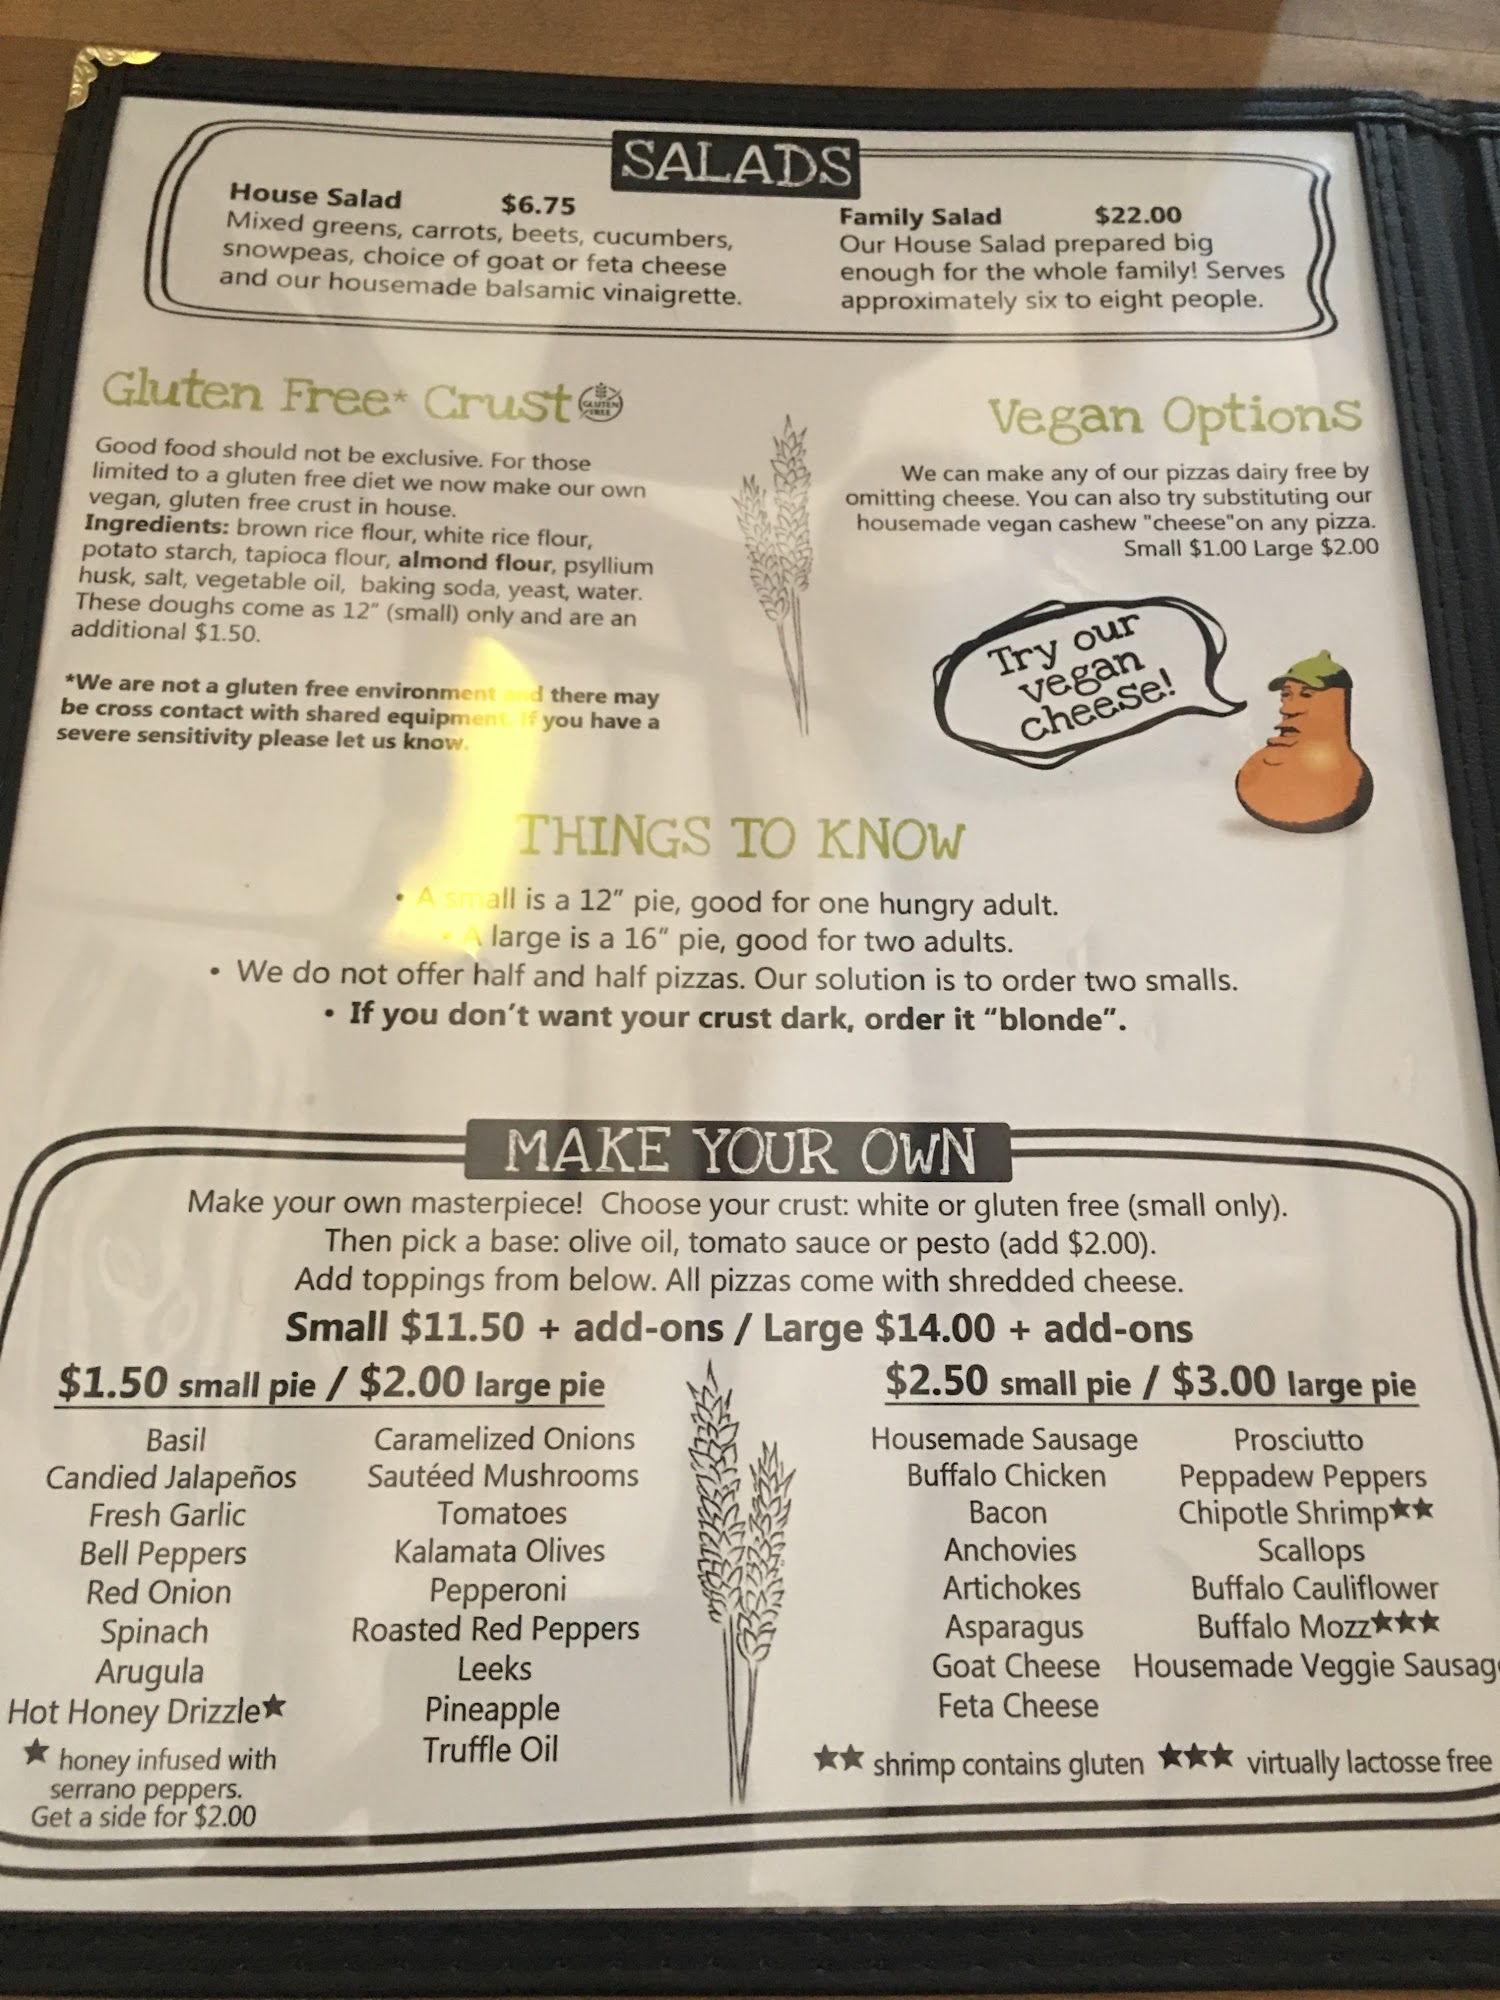 SALADS
House Salad $6.75
Mixed greens, carrots, beets, cucumbers,
snowpeas, choice of goat or feta cheese
and our housemade balsamic vinaigrette.
Family Salad $22.00
Our House Salad prepared big
enough for the whole family! Serves
approximately six to eight people.
Gluten Free* Crust
GLUTEN
FREE
Good food should not be exclusive. For those
limited to a gluten free diet we now make our own
vegan, gluten free crust in house.
Ingredients: brown rice flour, white rice flour,
potato starch, tapioca flour, almond flour, psyllium
husk, salt, vegetable oil, baking soda, yeast, water.
These doughs come as 12" (small) only and are an
additional $1.50.
*We are not a gluten free environment and there may
be cross contact with shared equipment. If you have a
severe sensitivity please let us know.
Vegan Options
We can make any of our pizzas dairy free by
omitting cheese. You can also try substituting our
housemade vegan cashew "cheese"on any pizza.
Small $1.00 Large $2.00
Try our
vegan
cheese!
THINGS TO KNOW
• A small is a 12" pie, good for one hungry adult.
• A large is a 16" pie, good for two adults.
• We do not offer half and half pizzas. Our solution is to order two smalls.
• If you don't want your crust dark, order it "blonde".
MAKE YOUR OWN
Make your own masterpiece! Choose your crust: white or gluten free (small only).
Then pick a base: olive oil, tomato sauce or pesto (add $2.00).
Add toppings from below. All pizzas come with shredded cheese.
Small $11.50 + add-ons / Large $14.00 + add-ons
$1.50 small pie / $2.00 large pie
Basil
Candied Jalapeños
Fresh Garlic
Bell Peppers
Red Onion
Spinach
Arugula
Hot Honey Drizzle★
★ honey infused with
serrano peppers.
Get a side for $2.00
Caramelized Onions
Sautéed Mushrooms
Tomatoes
Kalamata Olives
Pepperoni
Roasted Red Peppers
Leeks
Pineapple
Truffle Oil
$2.50 small pie / $3.00 large pie
Housemade Sausage
Buffalo Chicken
Bacon
Anchovies
Artichokes
Asparagus
Goat Cheese
Feta Cheese
Prosciutto
Peppadew Peppers
Chipotle Shrimp★★
Scallops
Buffalo Cauliflower
Buffalo Mozz★★★
Housemade Veggie Sausage
★★ shrimp contains gluten ★★★ virtually lactosse free